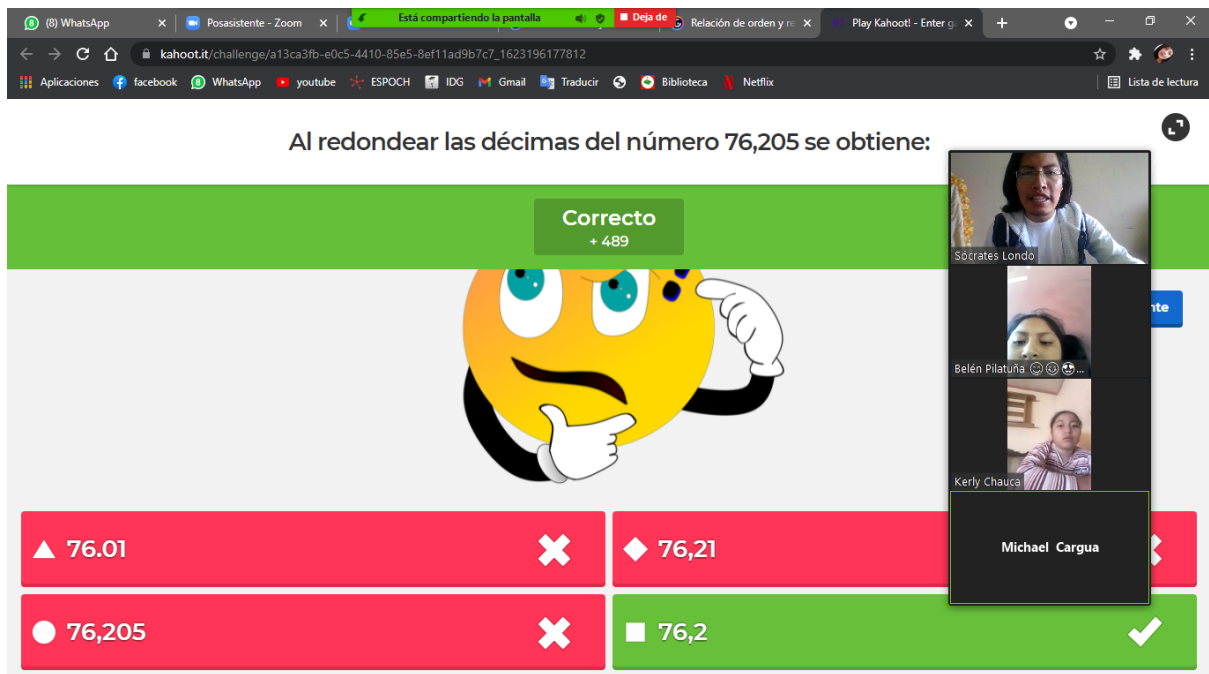 (8) WhatsApp
Posasistente - Zoom
Está compartiendo la pantalla
Deja de
Relación de orden y re
Play Kahoot! - Enter g
kahoot.it/challenge/a13ca3fb-e0c5-4410-85e5-8ef11ad9b7c7_1623196177812
Aplicaciones
facebook
WhatsApp
youtube
ESPOCH
IDG
Gmail
Traducir
Biblioteca
Netflix
Lista de lectura
Al redondear las décimas del número 76,205 se obtiene:
Correcto
+ 489
Sócrates Londo
Belén Pilatuña
Kerly Chauca
Michael Cargua
76.01
76,21
76,205
76,2